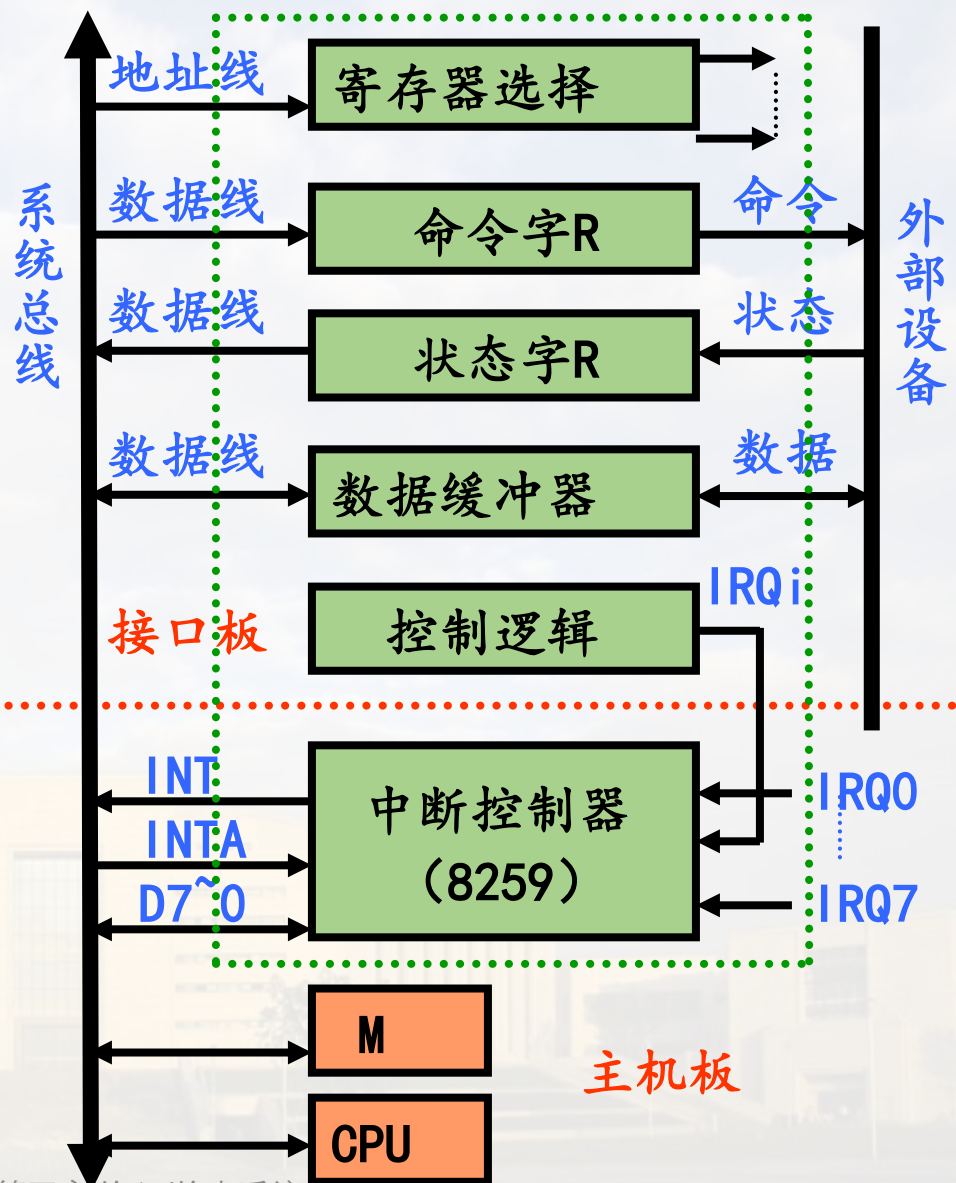 地址线
寄存器选择
系统总线
数据线
命令字R
命令
外部设备
数据线
状态字R
状态
数据线
数据缓冲器
数据
IRQi
接口板
控制逻辑
INT
INTA
D7~0
中断控制器
(8259)
IRQ0
IRQ7
M
主机板
CPU